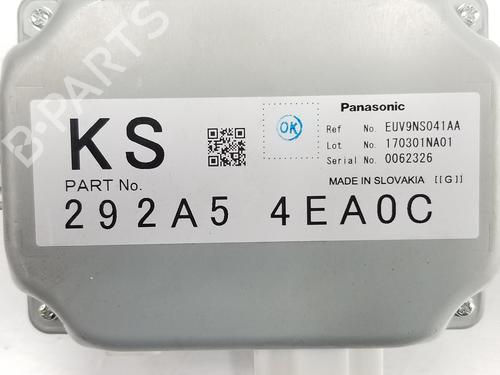 B-PARTS
KS
PART No.
292A5 4EA0C
OK
Panasonic
Ref No. EUV9NS041AA
Lot No. 170301NA01
Serial No. 0062326
MADE IN SLOVAKIA [[G]]